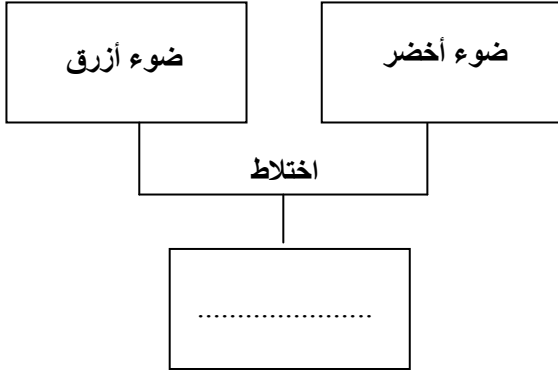 ضوء أخضر
ضوء أزرق
اختلاط
......................